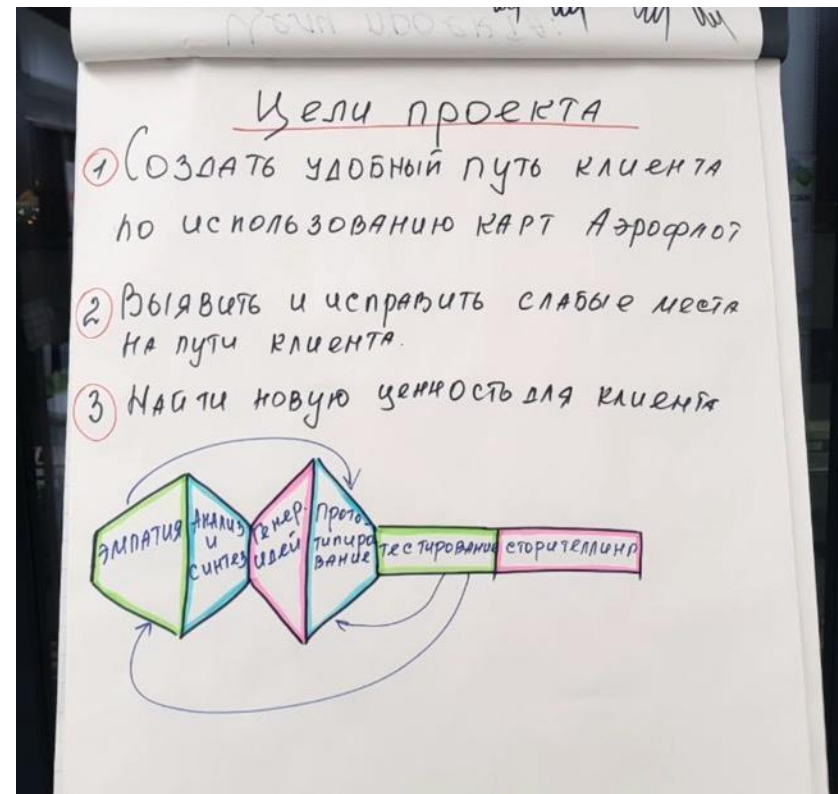 Цели проекта
1 Создать удобный путь клиента
по использованию карт Аэрофлот
2 Выявить и исправить слабые места
на пути клиента.
3 Найти новую ценность для клиента
Эмпатия
Анализ
и
синтез
Генер.
идей
Прото-
типиро
вание
тестирование
сторителлинг